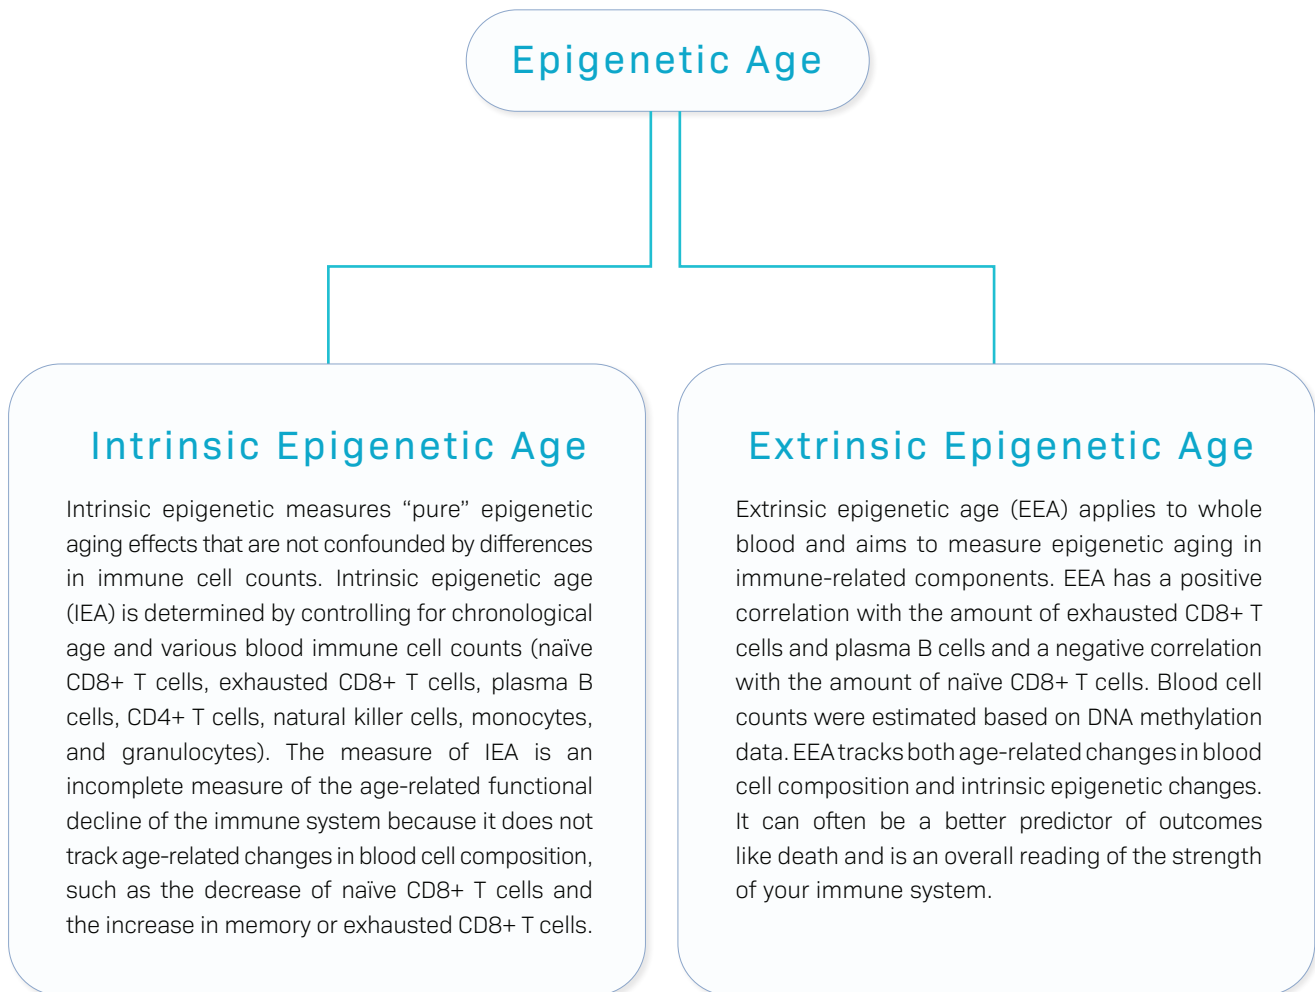 Epigenetic Age
Intrinsic Epigenetic Age
Intrinsic epigenetic measures “pure” epigenetic
aging effects that are not confounded by differences
in immune cell counts. Intrinsic epigenetic age
(IEA) is determined by controlling for chronological
age and various blood immune cell counts (naïve
CD8+ T cells, exhausted CD8+ T cells, plasma B
cells, CD4+ T cells, natural killer cells, monocytes,
and granulocytes). The measure of IEA is an
incomplete measure of the age-related functional
decline of the immune system because it does not
track age-related changes in blood cell composition,
such as the decrease of naïve CD8+ T cells and
the increase in memory or exhausted CD8+ T cells.
Extrinsic Epigenetic Age
Extrinsic epigenetic age (EEA) applies to whole
blood and aims to measure epigenetic aging in
immune-related components. EEA has a positive
correlation with the amount of exhausted CD8+ T
cells and plasma B cells and a negative correlation
with the amount of naïve CD8+ T cells. Blood cell
counts were estimated based on DNA methylation
data. EEA tracks both age-related changes in blood
cell composition and intrinsic epigenetic changes.
It can often be a better predictor of outcomes
like death and is an overall reading of the strength
of your immune system.